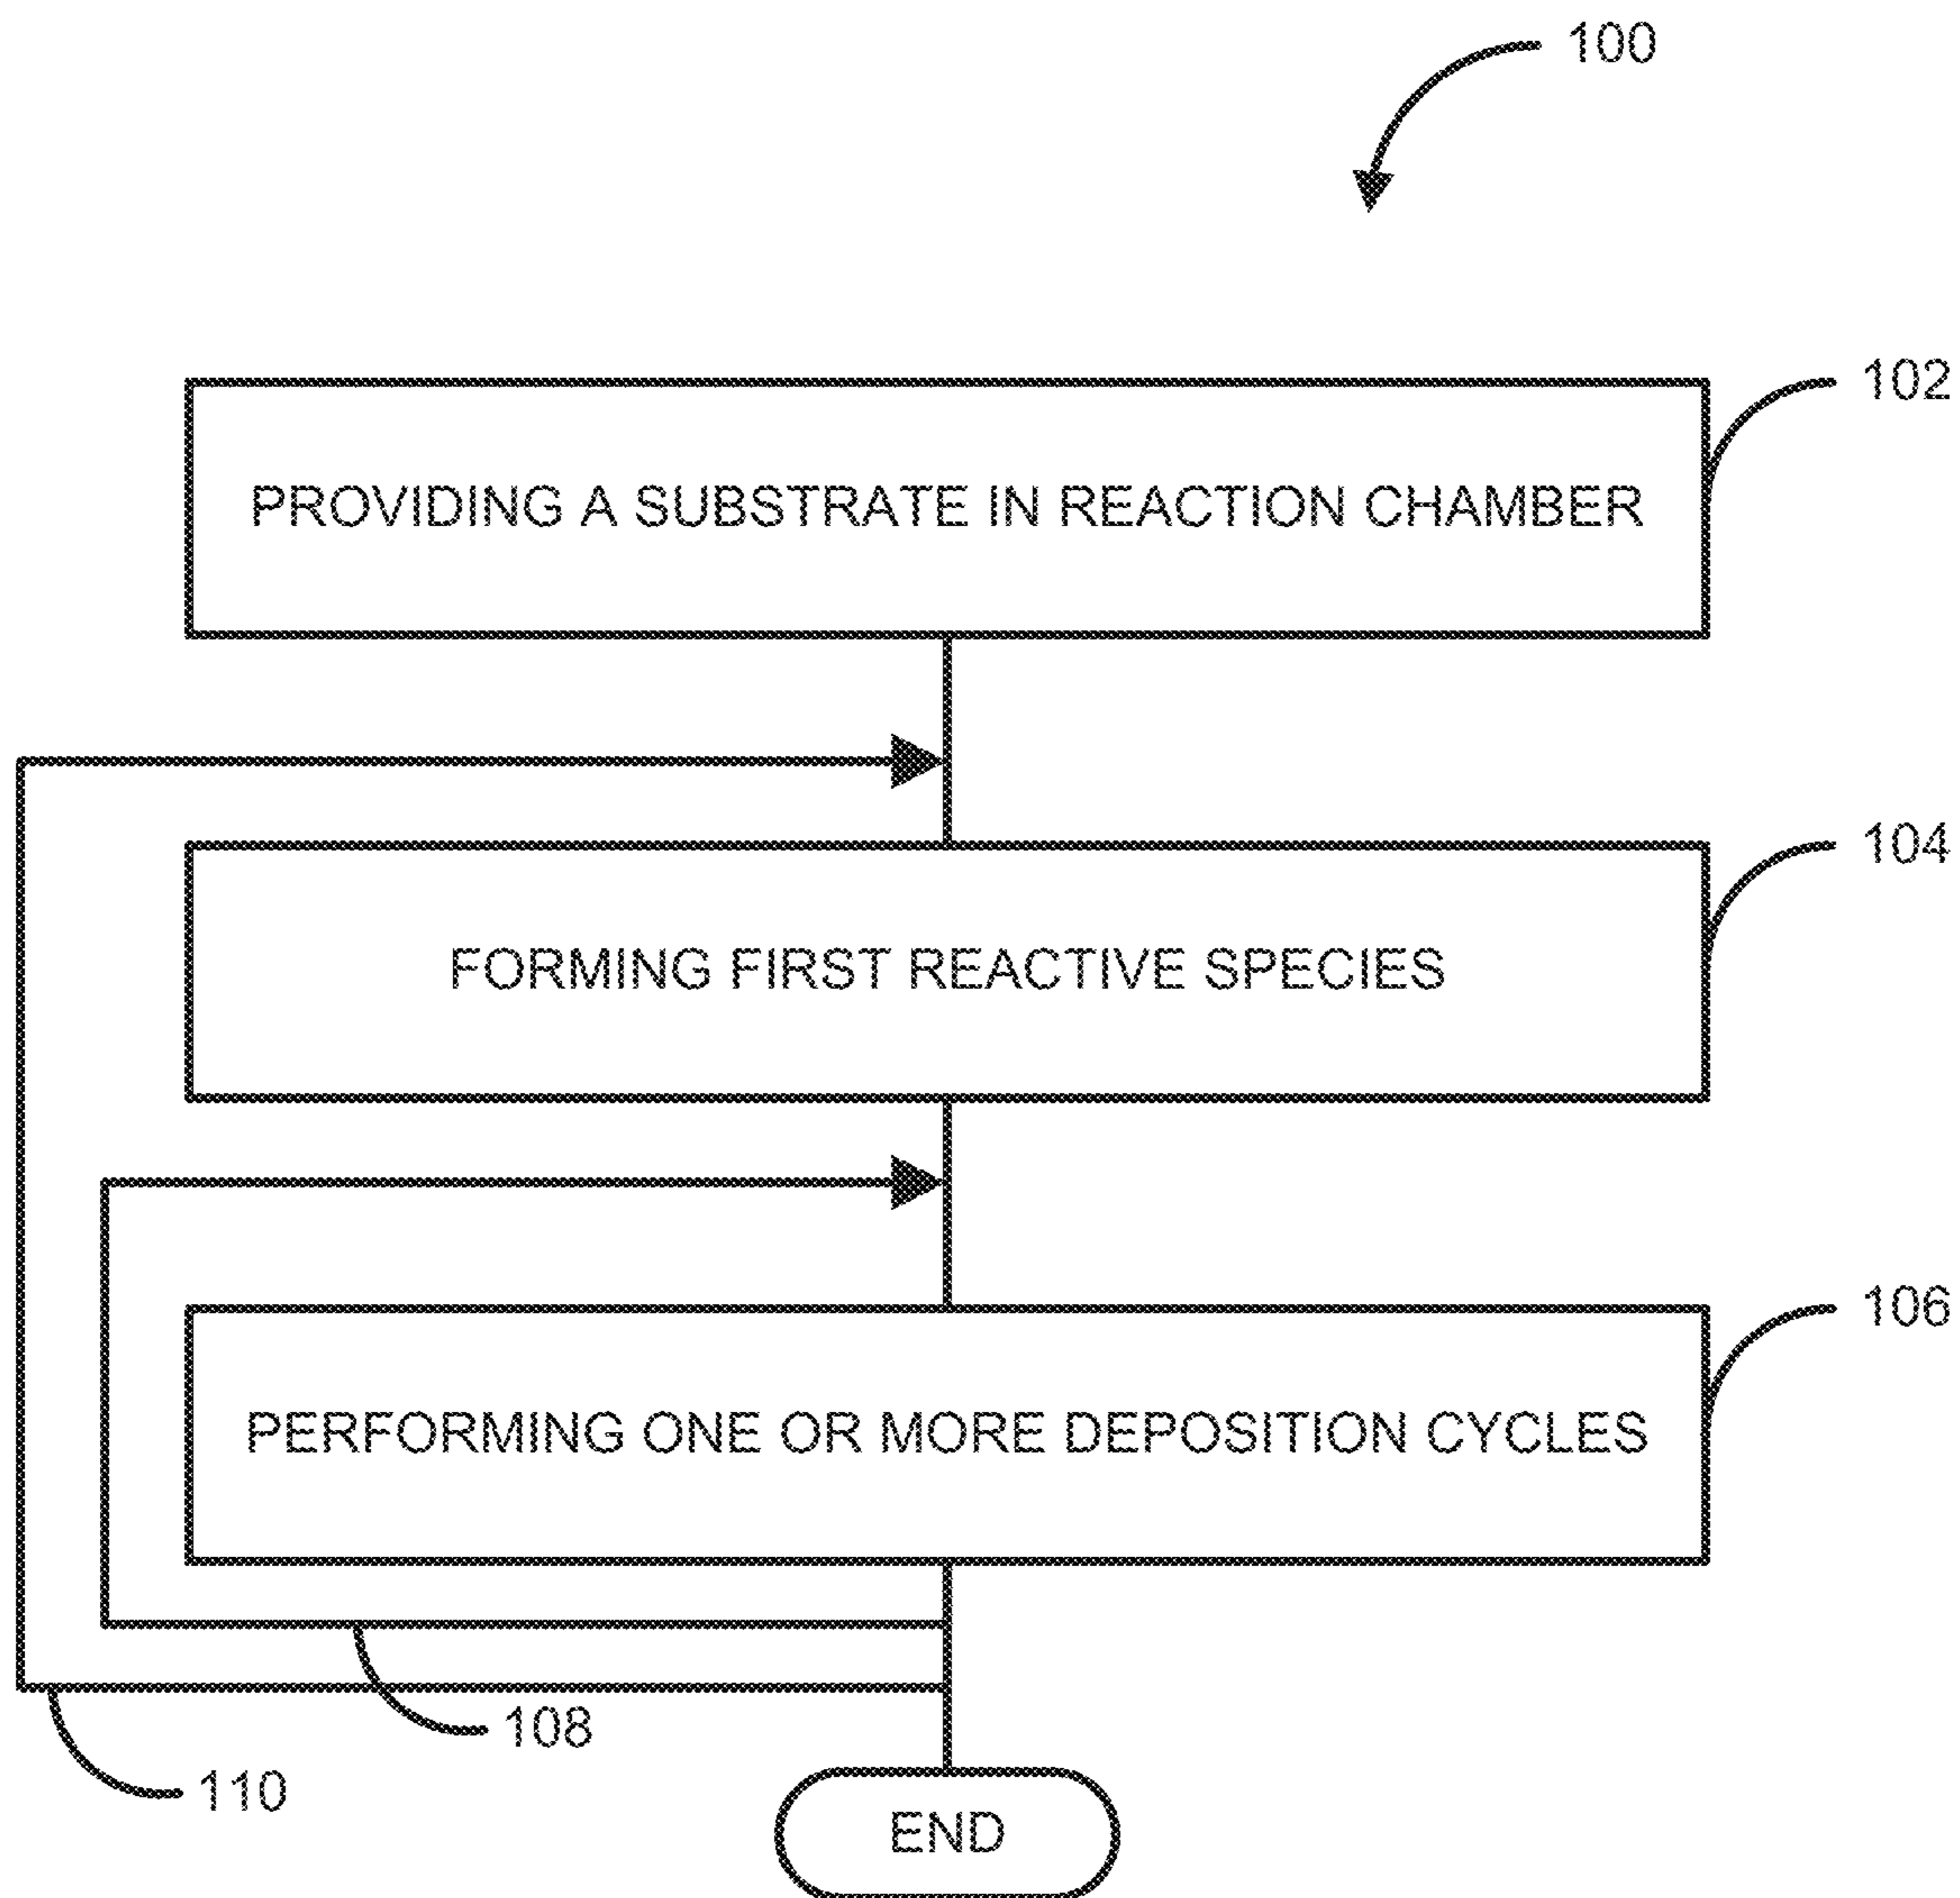 100
102
PROVIDING A SUBSTRATE IN REACTION CHAMBER
104
FORMING FIRST REACTIVE SPECIES
106
PERFORMING ONE OR MORE DEPOSITION CYCLES
108
110
END